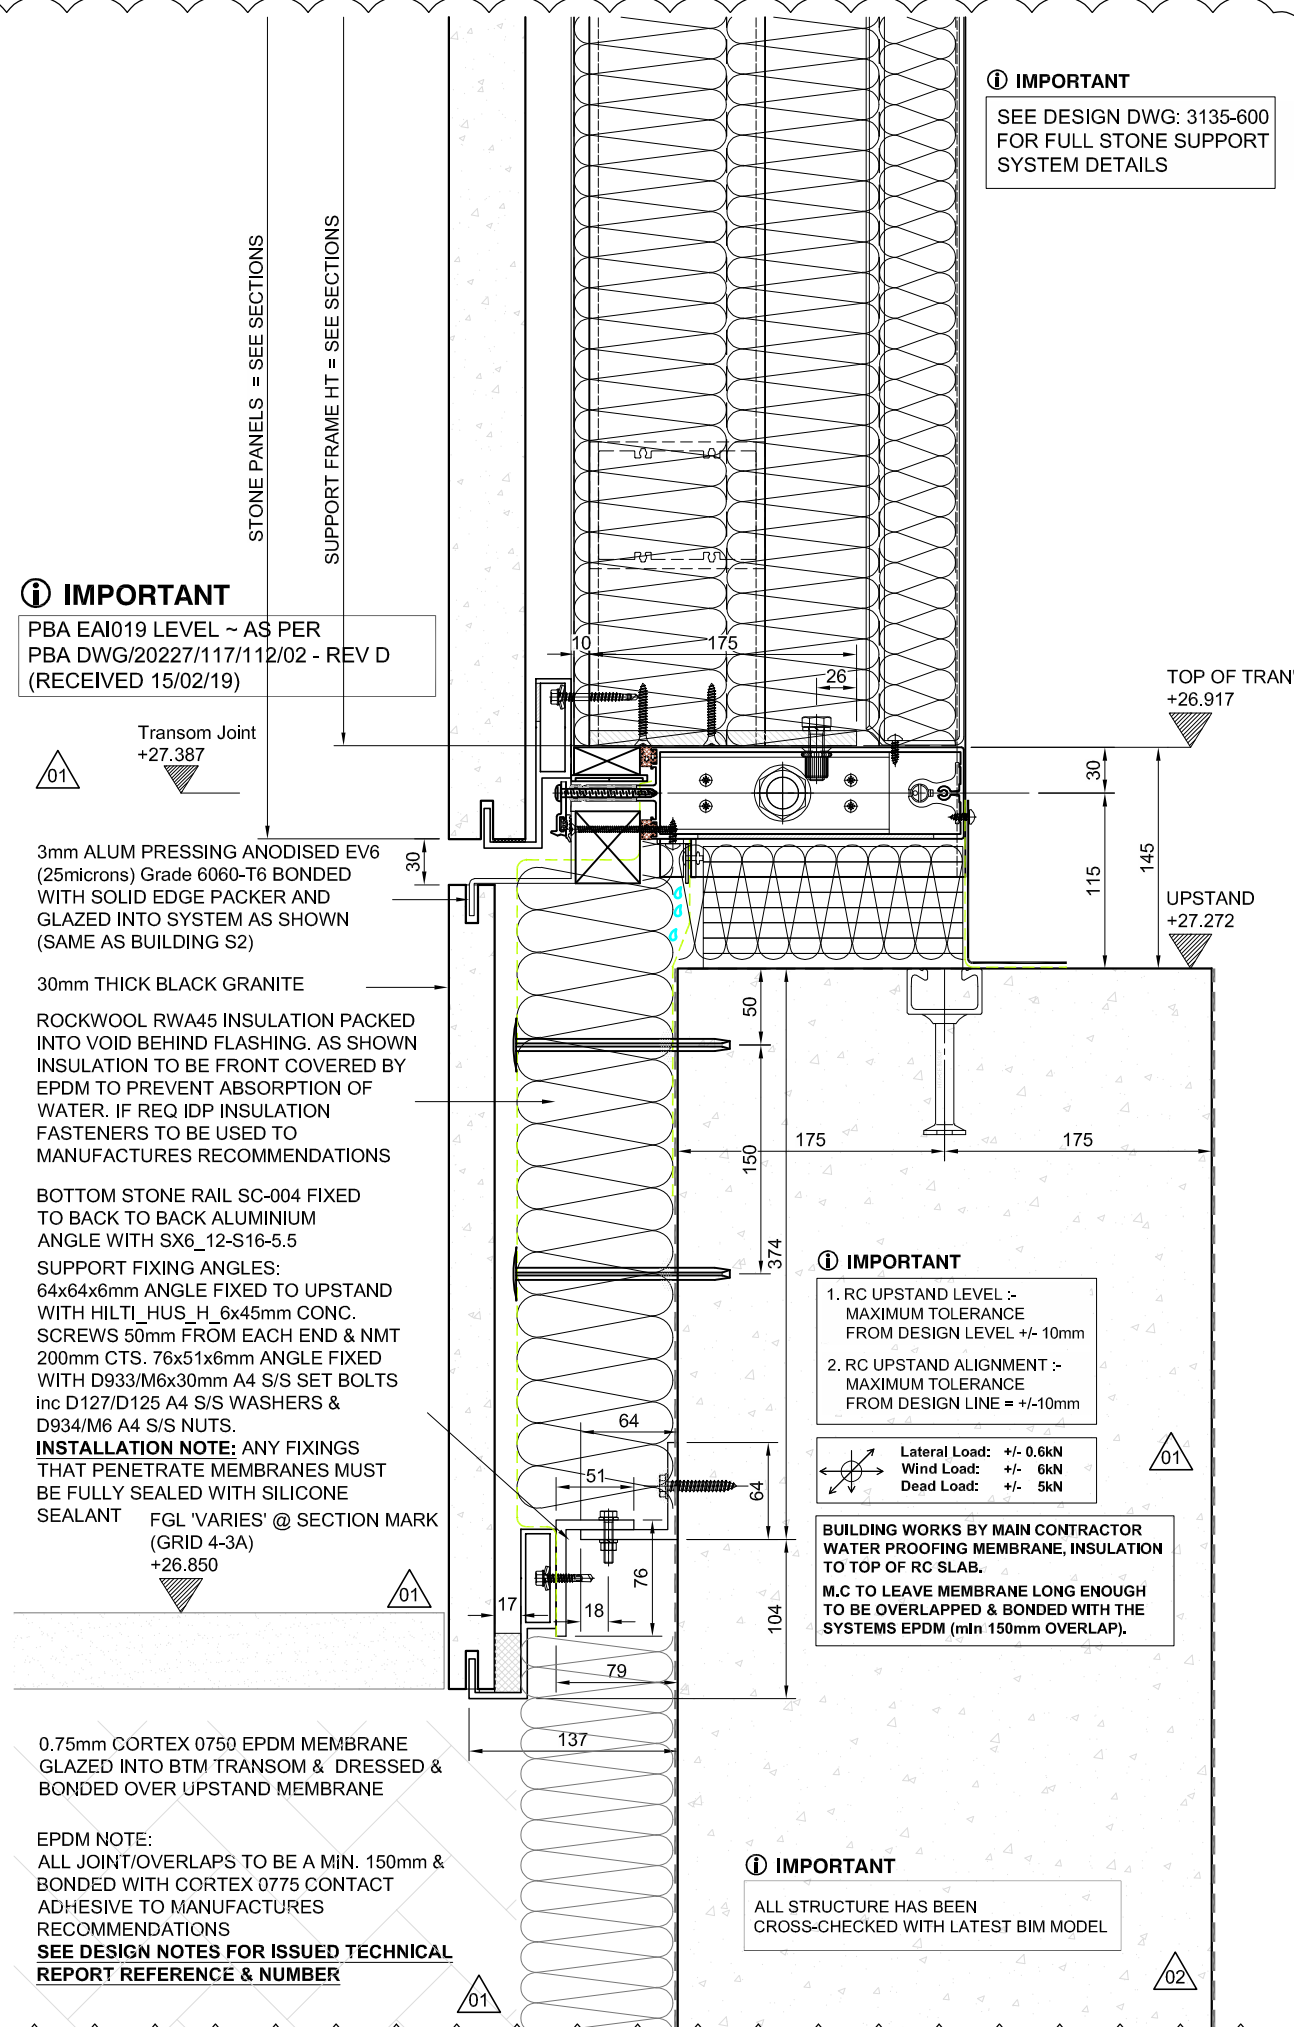 IMPORTANT
SEE DESIGN DWG: 3135-600
FOR FULL STONE SUPPORT
SYSTEM DETAILS
STONE PANELS = SEE SECTIONS
SUPPORT FRAME HT = SEE SECTIONS
IMPORTANT
PBA EAI019 LEVEL ~ AS PER
PBA DWG/20227/117/112/02 - REV D
(RECEIVED 15/02/19)
10
175
26
TOP OF TRAN
+26.917
Transom Joint
+27.387
01
30
145
115
30
UPSTAND
+27.272
3mm ALUM PRESSING ANODISED EV6
(25microns) Grade 6060-T6 BONDED
WITH SOLID EDGE PACKER AND
GLAZED INTO SYSTEM AS SHOWN
(SAME AS BUILDING S2)
30mm THICK BLACK GRANITE
ROCKWOOL RWA45 INSULATION PACKED
INTO VOID BEHIND FLASHING. AS SHOWN
INSULATION TO BE FRONT COVERED BY
EPDM TO PREVENT ABSORPTION OF
WATER. IF REQ IDP INSULATION
FASTENERS TO BE USED TO
MANUFACTURES RECOMMENDATIONS
50
150
374
175
175
BOTTOM STONE RAIL SC-004 FIXED
TO BACK TO BACK ALUMINIUM
ANGLE WITH SX6_12-S16-5.5
SUPPORT FIXING ANGLES:
64x64x6mm ANGLE FIXED TO UPSTAND
WITH HILTI_HUS_H_6x45mm CONC.
SCREWS 50mm FROM EACH END & NMT
200mm CTS. 76x51x6mm ANGLE FIXED
WITH D933/M6x30mm A4 S/S SET BOLTS
inc D127/D125 A4 S/S WASHERS &
D934/M6 A4 S/S NUTS.
INSTALLATION NOTE: ANY FIXINGS
THAT PENETRATE MEMBRANES MUST
BE FULLY SEALED WITH SILICONE
SEALANT
FGL 'VARIES' @ SECTION MARK
(GRID 4-3A)
+26.850
01
IMPORTANT
1. RC UPSTAND LEVEL :-
MAXIMUM TOLERANCE
FROM DESIGN LEVEL +/- 10mm
2. RC UPSTAND ALIGNMENT :-
MAXIMUM TOLERANCE
FROM DESIGN LINE = +/-10mm
Lateral Load: +/- 0.6kN
Wind Load: +/- 6kN
Dead Load: +/- 5kN
01
BUILDING WORKS BY MAIN CONTRACTOR
WATER PROOFING MEMBRANE, INSULATION
TO TOP OF RC SLAB.
M.C TO LEAVE MEMBRANE LONG ENOUGH
TO BE OVERLAPPED & BONDED WITH THE
SYSTEMS EPDM (min 150mm OVERLAP).
64
51
64
76
17
18
104
79
137
0.75mm CORTEX 0750 EPDM MEMBRANE
GLAZED INTO BTM TRANSOM & DRESSED &
BONDED OVER UPSTAND MEMBRANE
EPDM NOTE:
ALL JOINT/OVERLAPS TO BE A MIN. 150mm &
BONDED WITH CORTEX 0775 CONTACT
ADHESIVE TO MANUFACTURES
RECOMMENDATIONS
SEE DESIGN NOTES FOR ISSUED TECHNICAL
REPORT REFERENCE & NUMBER
01
IMPORTANT
ALL STRUCTURE HAS BEEN
CROSS-CHECKED WITH LATEST BIM MODEL
02